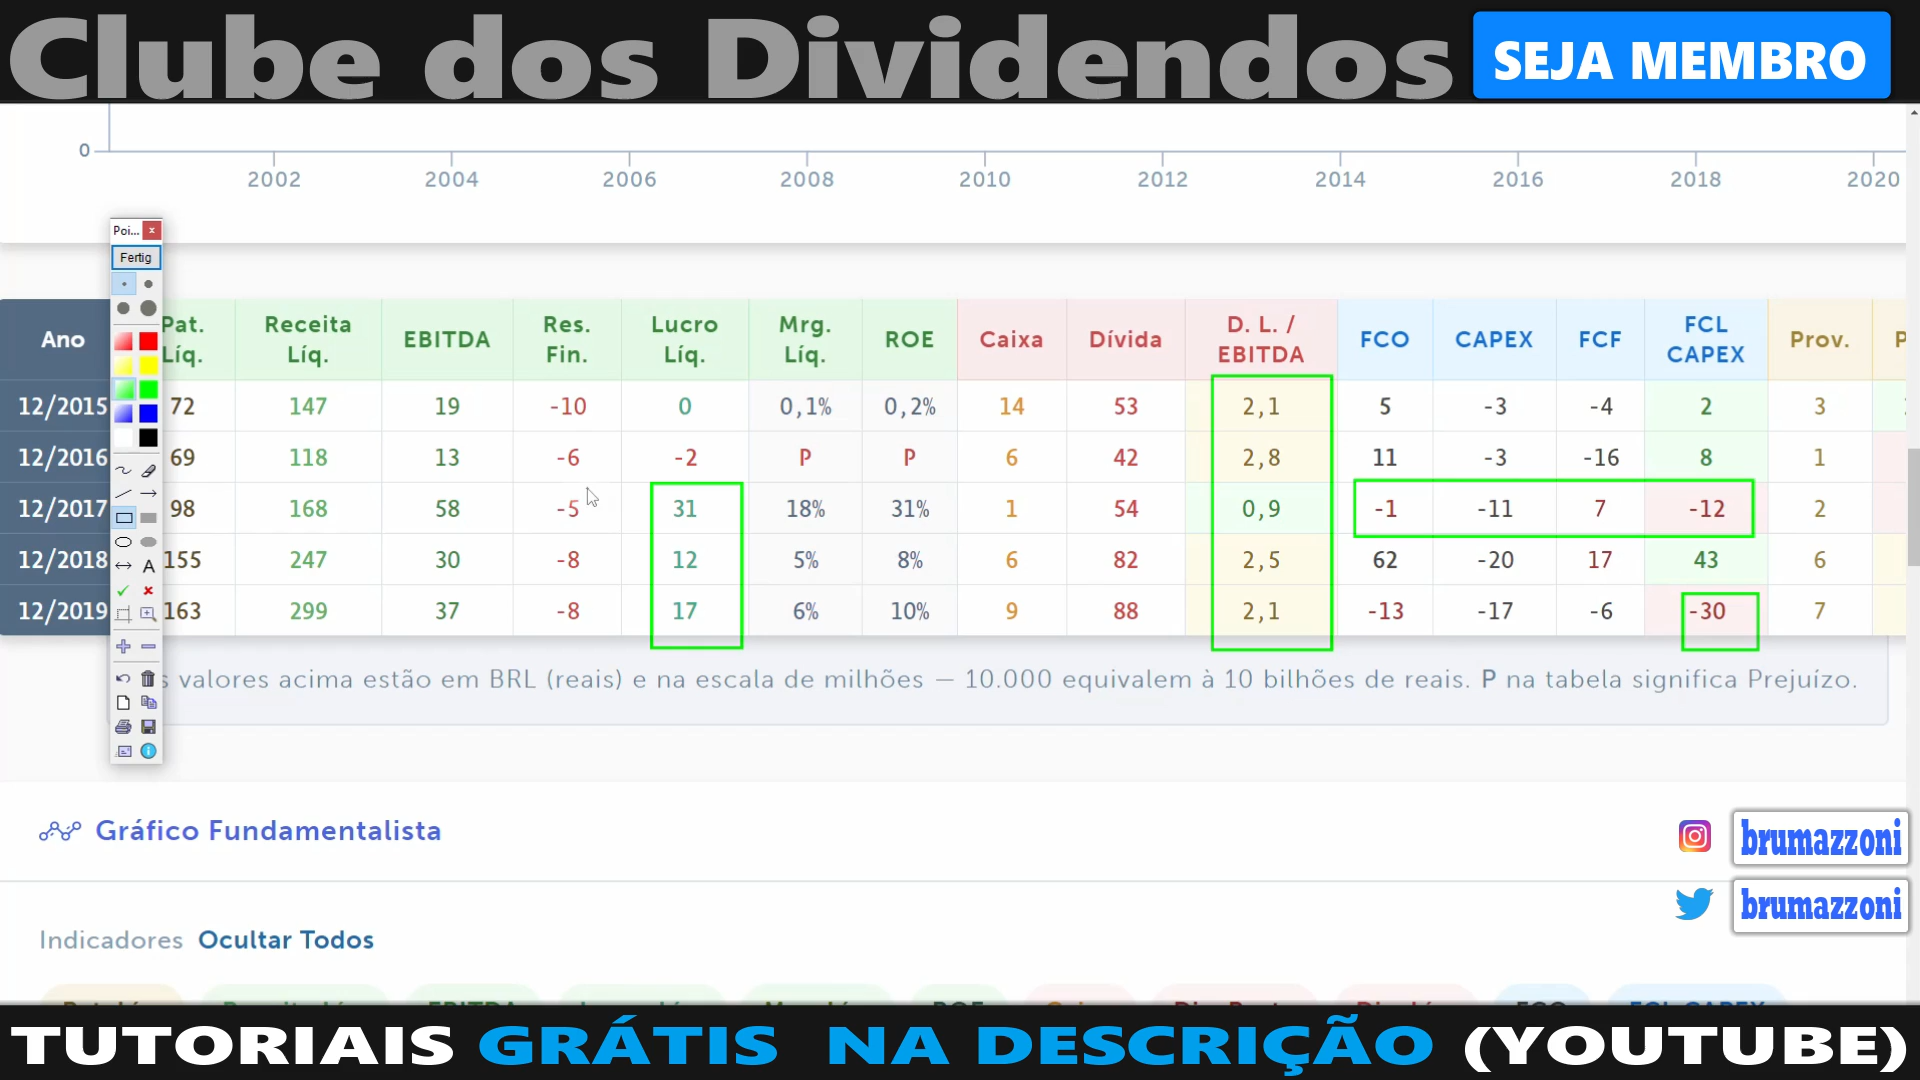 Clube dos Dividendos SEJA MEMBRO
0
2002 2004 2006 2008 2010 2012 2014 2016 2018 2020
Poi... x
Fertig
Ano Pat. Líq. Receita Líq. EBITDA Res. Fin. Lucro Líq. Mrg. Líq. ROE Caixa Dívida D. L. / EBITDA FCO CAPEX FCF FCL CAPEX Prov. P
12/2015 72 147 19 -10 0 0,1% 0,2% 14 53 2,1 5 -3 -4 2 3
12/2016 69 118 13 -6 -2 P P 6 42 2,8 11 -3 -16 8 1
12/2017 98 168 58 -5 31 18% 31% 1 54 0,9 -1 -11 7 -12 2
12/2018 155 247 30 -8 12 5% 8% 6 82 2,5 62 -20 17 43 6
12/2019 163 299 37 -8 17 6% 10% 9 88 2,1 -13 -17 -6 -30 7
A
s valores acima estão em BRL (reais) e na escala de milhões — 10.000 equivalem à 10 bilhões de reais. P na tabela significa Prejuízo.
Gráfico Fundamentalista
brumazzoni
brumazzoni
Indicadores Ocultar Todos
TUTORIAIS GRÁTIS NA DESCRIÇÃO (YOUTUBE)